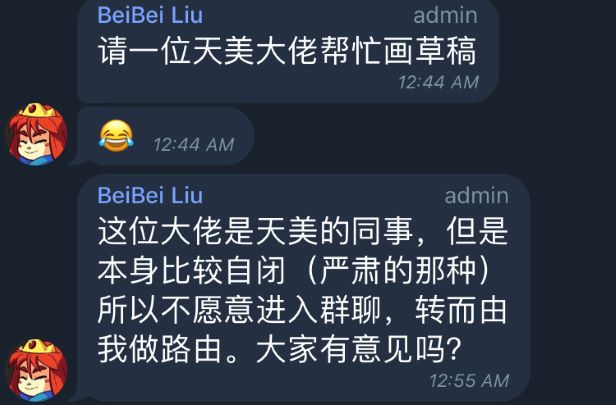 BeiBei Liu admin
请一位天美大佬帮忙画草稿
12:44 AM
😂 12:44 AM
BeiBei Liu admin
这位大佬是天美的同事，但是
本身比较自闭（严肃的那种）
所以不愿意进入群聊，转而由
我做路由。大家有意见吗？
12:55 AM